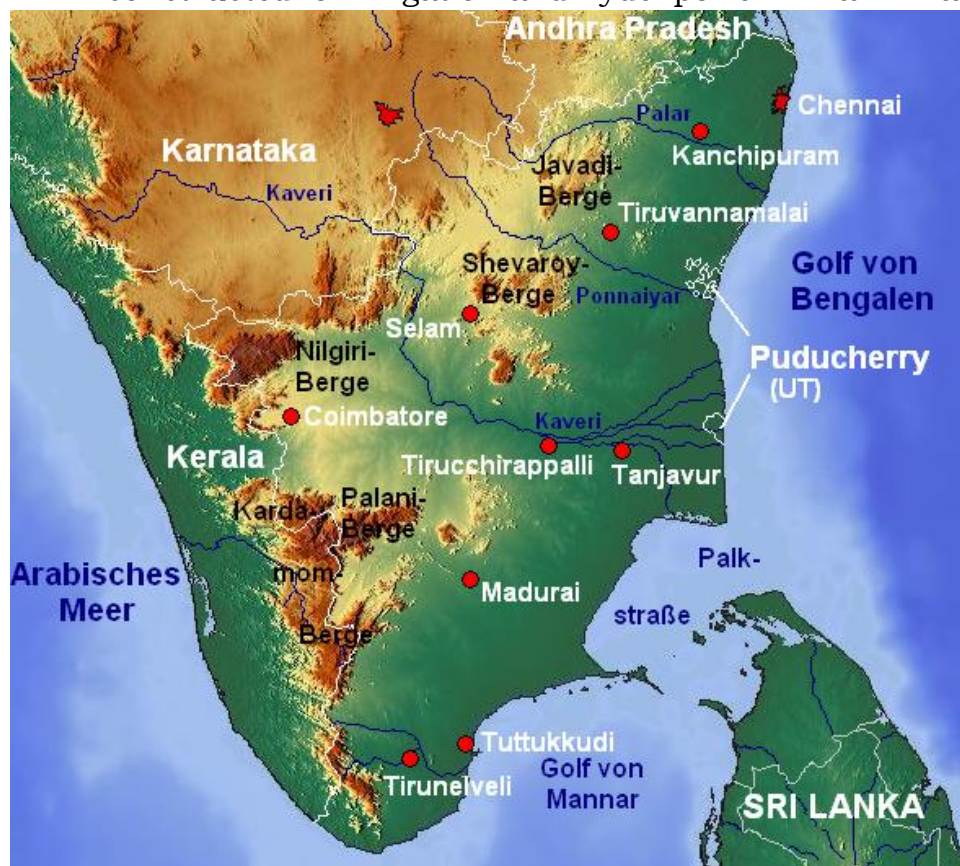 Andhra Pradesh
Chennai
Palar
Kanchipuram
Karnataka
Kaveri
Javadi-
Berge
Tiruvannamalai
Shevaroy-
Berge
Ponnaiyar
Golf von
Bengalen
Selam
Nilgiri-
Berge
Puducherry
(UT)
Coimbatore
Kaveri
Kerala
Tirucchirappalli
Tanjavur
Karda-
mom-
Berge
Palani-
Berge
Arabisches
Meer
Palk-
straße
Madurai
Tuttukkudi
Tirunelveli
Golf von
Mannar
SRI LANKA